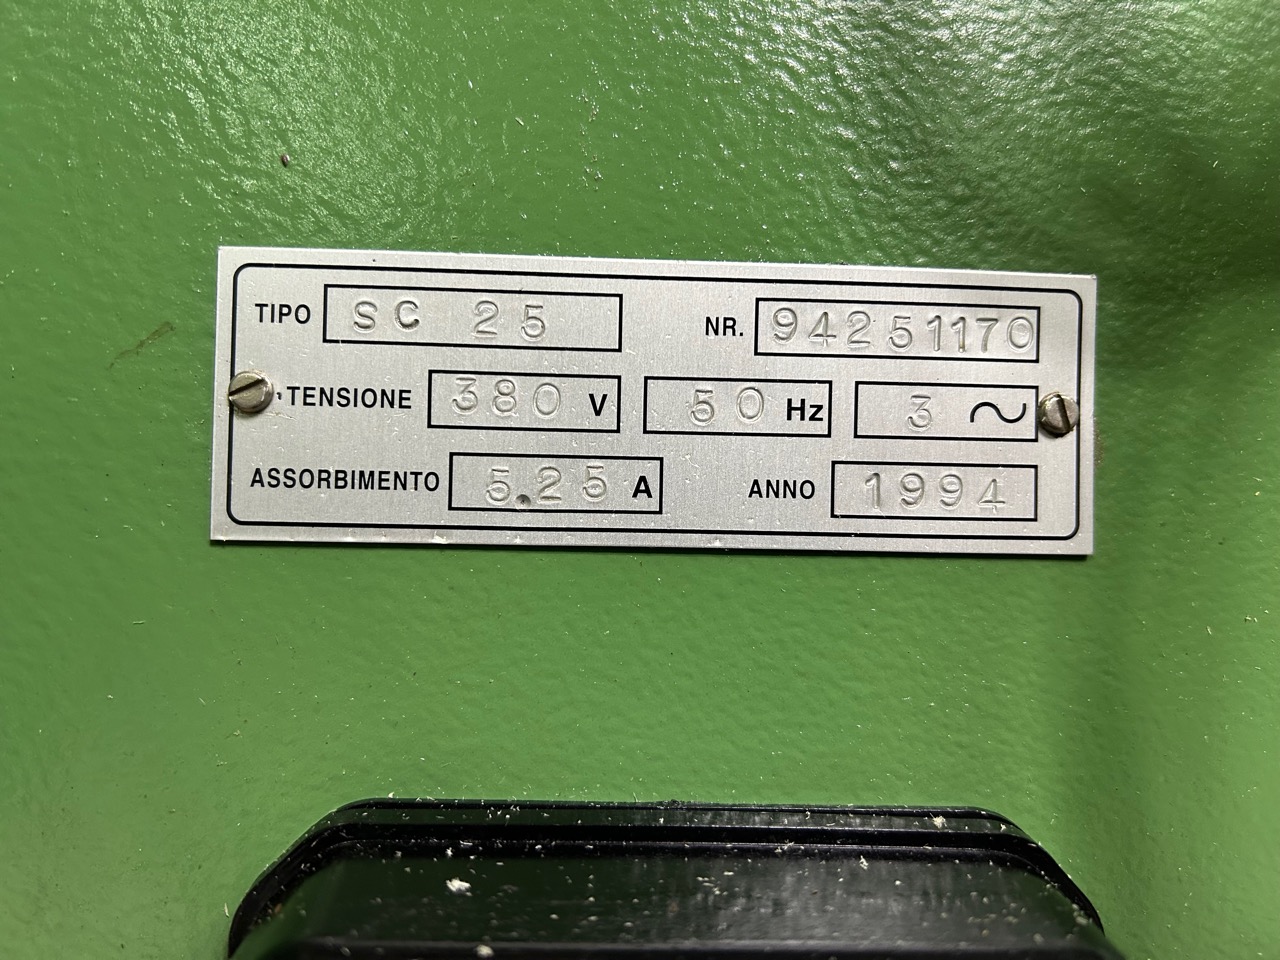 TIPO SC 25 NR. 94251170
TENSIONE 380 V 50 Hz 3 ~
ASSORBIMENTO 5.25 A ANNO 1994